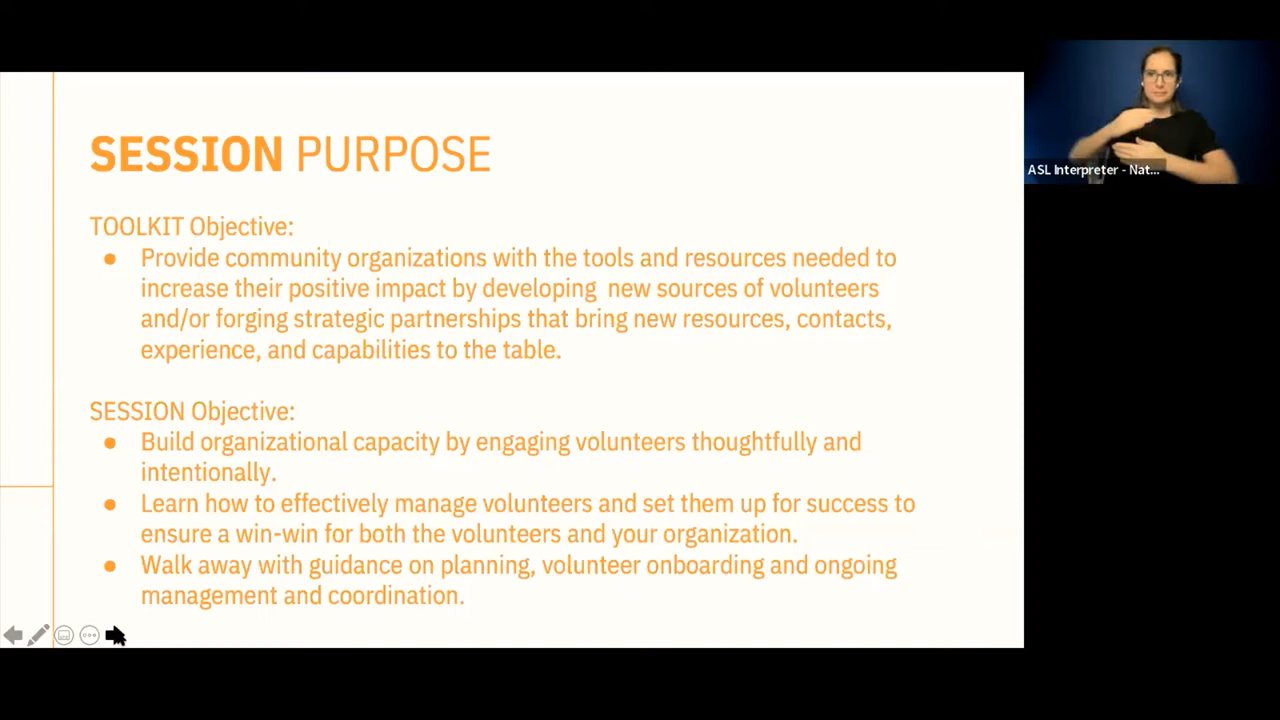 SESSION PURPOSE
TOOLKIT Objective:
● Provide community organizations with the tools and resources needed to
increase their positive impact by developing  new sources of volunteers
and/or forging strategic partnerships that bring new resources, contacts,
experience, and capabilities to the table.
SESSION Objective:
● Build organizational capacity by engaging volunteers thoughtfully and
intentionally.
● Learn how to effectively manage volunteers and set them up for success to
ensure a win-win for both the volunteers and your organization.
● Walk away with guidance on planning, volunteer onboarding and ongoing
management and coordination.
ASL Interpreter - Nat...